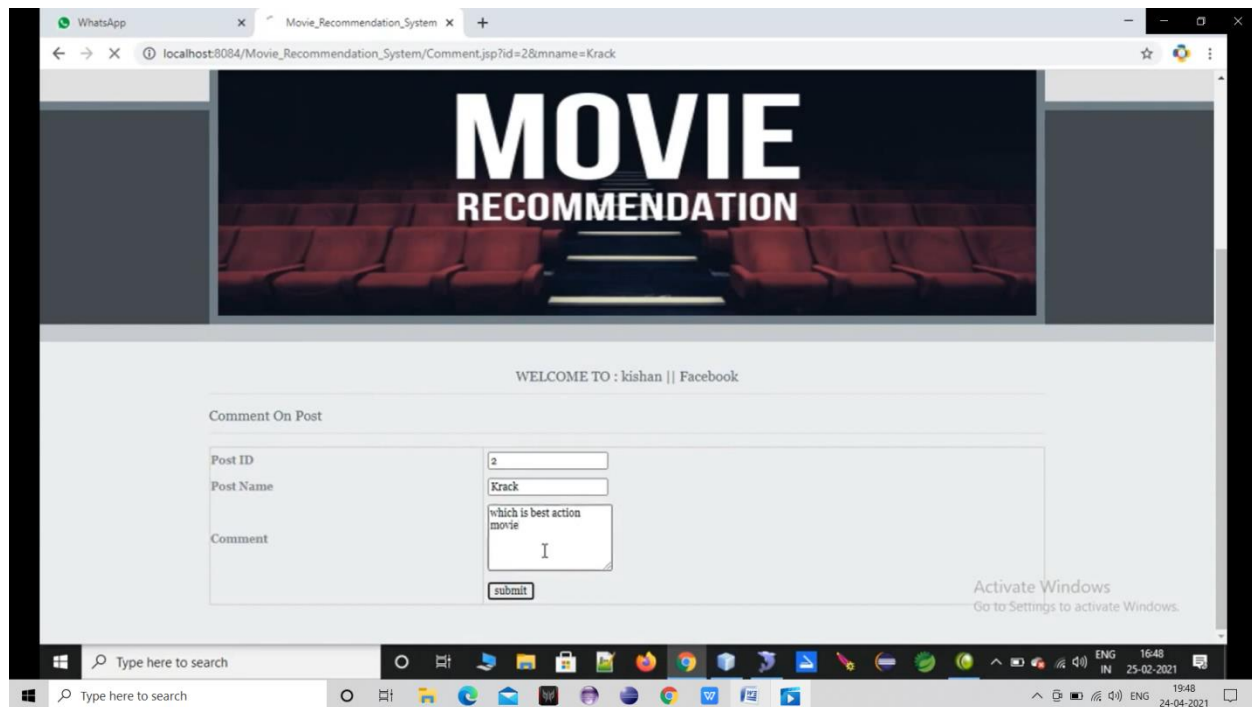 WhatsApp
Movie_Recommendation_System
localhost:8084/Movie_Recommendation_System/Comment.jsp?id=2&mname=Krack
MOVIE
RECOMMENDATION
WELCOME TO : kishan || Facebook
Comment On Post
Post ID
2
Post Name
Krack
Comment
which is best action
movie
submit
Activate Windows
Go to Settings to activate Windows.
Type here to search
ENG
IN
16:48
25-02-2021
Type here to search
ENG
19:48
24-04-2021